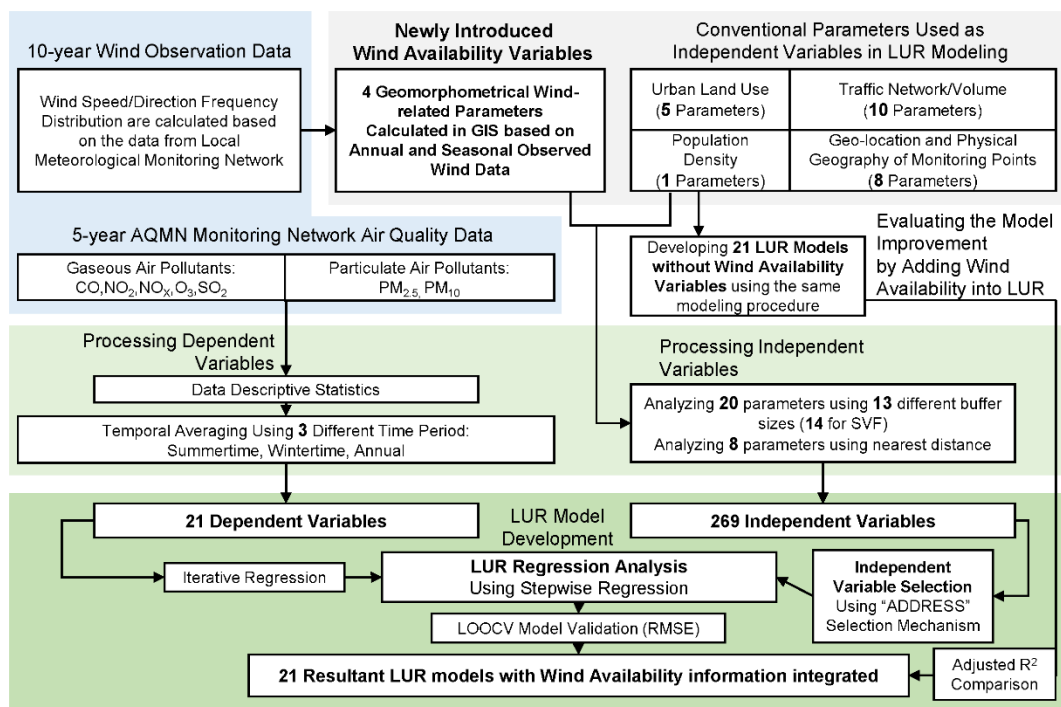 10-year Wind Observation Data
Wind Speed/Direction Frequency
Distribution are calculated based
on the data from Local
Meteorological Monitoring Network
Newly Introduced
Wind Availability Variables
4 Geomorphometrical Wind-
related Parameters
Calculated in GIS based on
Annual and Seasonal Observed
Wind Data
Conventional Parameters Used as
Independent Variables in LUR Modeling
Urban Land Use
(5 Parameters)
Traffic Network/Volume
(10 Parameters)
Population
Density
(1 Parameters)
Geo-location and Physical
Geography of Monitoring Points
(8 Parameters)
5-year AQMN Monitoring Network Air Quality Data
Gaseous Air Pollutants:
CO,NO2,NOX,O3,SO2
Particulate Air Pollutants:
PM2.5, PM10
Developing 21 LUR Models
without Wind Availability
Variables using the same
modeling procedure
Evaluating the Model
Improvement
by Adding Wind
Availability into LUR
Processing Dependent
Variables
Data Descriptive Statistics
Temporal Averaging Using 3 Different Time Period:
Summertime, Wintertime, Annual
Processing Independent
Variables
Analyzing 20 parameters using 13 different buffer
sizes (14 for SVF)
Analyzing 8 parameters using nearest distance
21 Dependent Variables
LUR Model
Development
269 Independent Variables
Iterative Regression
LUR Regression Analysis
Using Stepwise Regression
Independent
Variable Selection
Using "ADDRESS"
Selection Mechanism
LOOCV Model Validation (RMSE)
21 Resultant LUR models with Wind Availability information integrated
Adjusted R2
Comparison